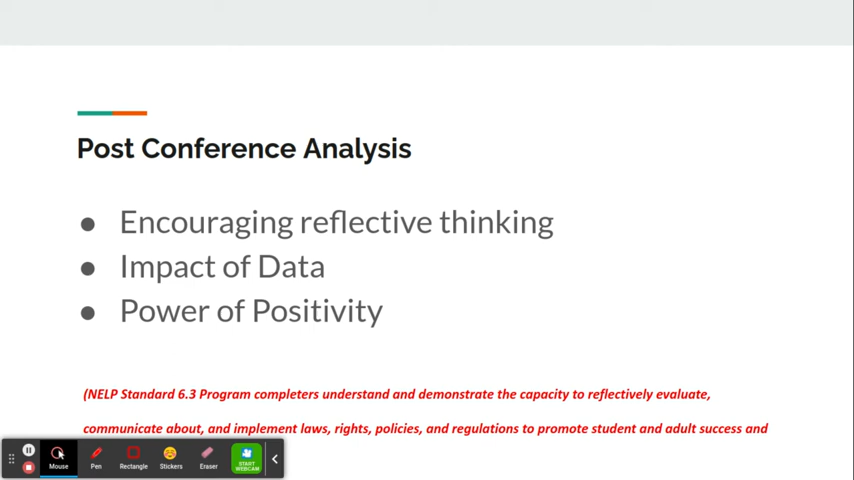 Post Conference Analysis
● Encouraging reflective thinking
● Impact of Data
● Power of Positivity
(NELP Standard 6.3 Program completers understand and demonstrate the capacity to reflectively evaluate,
communicate about, and implement laws, rights, policies, and regulations to promote student and adult success and
Mouse Pen Rectangle Stickers Eraser START
WEBCAM